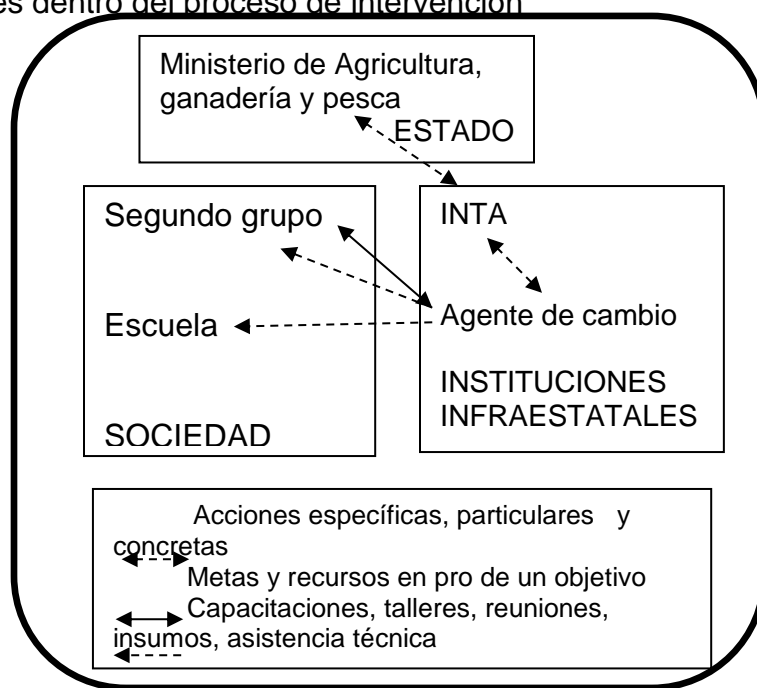 es dentro del proceso de intervención
Ministerio de Agricultura,
ganadería y pesca
ESTADO
Segundo grupo
Escuela
SOCIEDAD
INTA
Agente de cambio
INSTITUCIONES
INFRAESTATALES
Acciones específicas, particulares y
concretas
Metas y recursos en pro de un objetivo
Capacitaciones, talleres, reuniones,
insumos, asistencia técnica